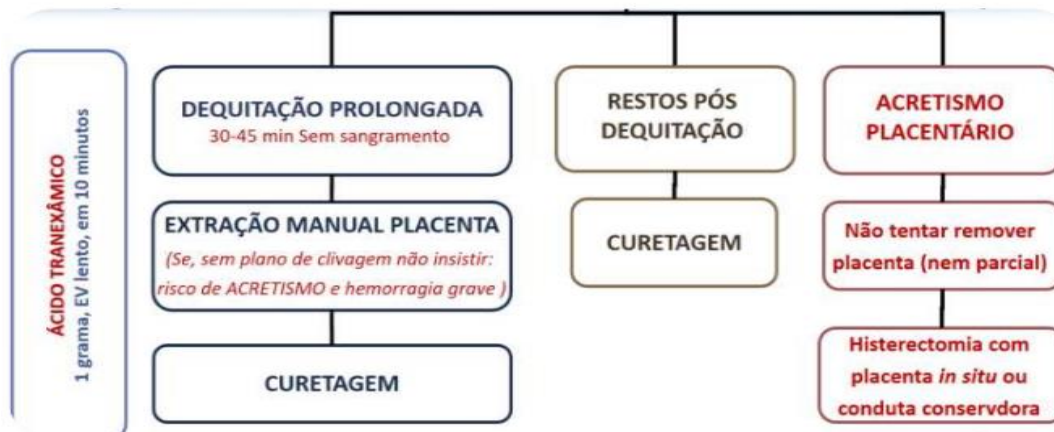 ÁCIDO TRANEXÂMICO
1 grama, EV lento, em 10 minutos
DEQUITAÇÃO PROLONGADA
30-45 min Sem sangramento
EXTRAÇÃO MANUAL PLACENTA
(Se, sem plano de clivagem não insistir:
risco de ACRETISMO e hemorragia grave )
CURETAGEM
RESTOS PÓS
DEQUITAÇÃO
CURETAGEM
ACRETISMO
PLACENTÁRIO
Não tentar remover
placenta (nem parcial)
Histerectomia com
placenta in situ ou
conduta conservdora